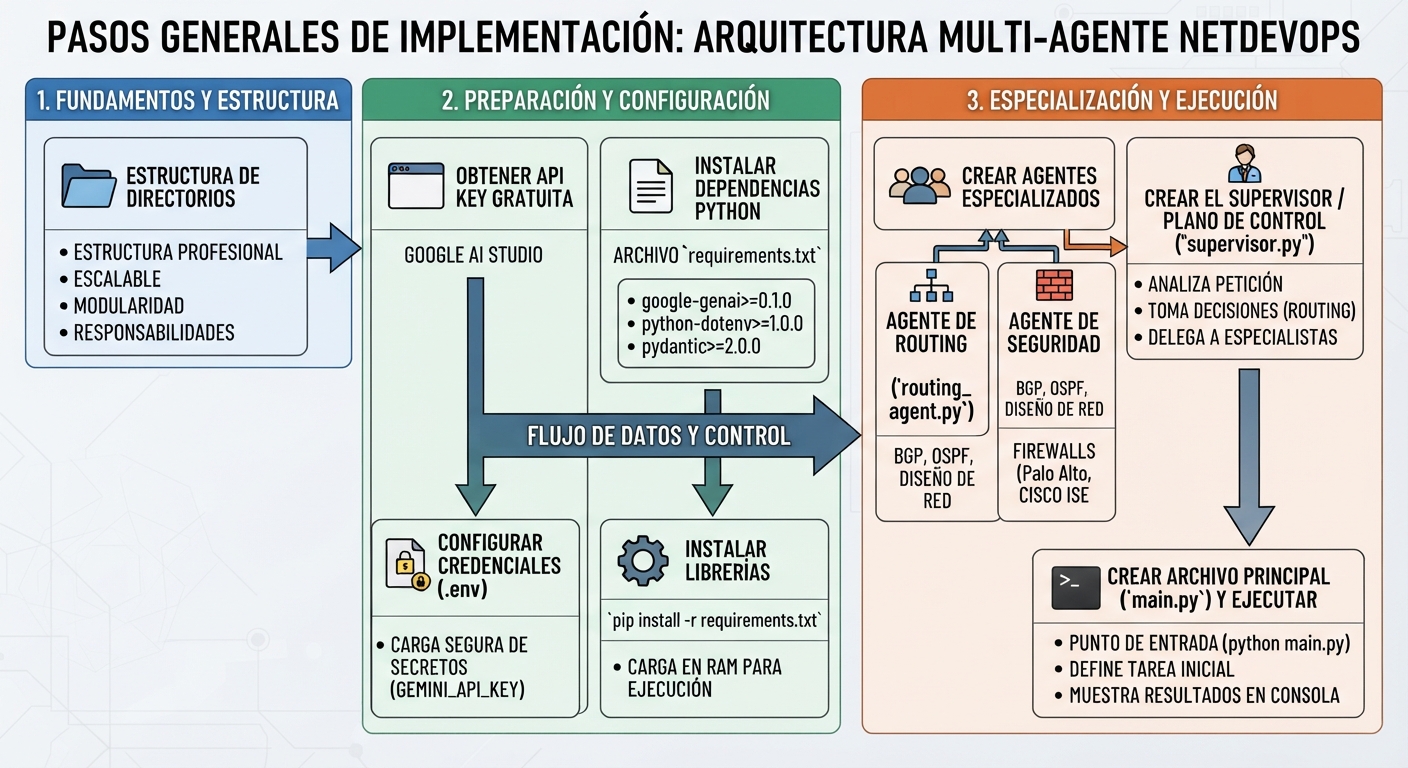 PASOS GENERALES DE IMPLEMENTACIÓN: ARQUITECTURA MULTI-AGENTE NETDEVOPS
1. FUNDAMENTOS Y ESTRUCTURA
ESTRUCTURA DE
DIRECTORIOS
• ESTRUCTURA PROFESIONAL
• ESCALABLE
• MODULARIDAD
• RESPONSABILIDADES
2. PREPARACIÓN Y CONFIGURACIÓN
OBTENER API
KEY GRATUITA
GOOGLE AI STUDIO
INSTALAR
DEPENDENCIAS
PYTHON
ARCHIVO `requirements.txt`
• google-genai>=0.1.0
• python-dotenv>=1.0.0
• pydantic>=2.0.0
FLUJO DE DATOS Y CONTROL
CONFIGURAR
CREDENCIALES
(.env)
• CARGA SEGURA DE
SECRETOS
(GEMINI_API_KEY)
INSTALAR
LIBRERÍAS
`pip install -r requirements.txt`
• CARGA EN RAM PARA
EJECUCIÓN
3. ESPECIALIZACIÓN Y EJECUCIÓN
CREAR AGENTES
ESPECIALIZADOS
AGENTE DE
ROUTING
(`routing_
agent.py`)
BGP, OSPF,
DISEÑO DE
RED
AGENTE DE
SEGURIDAD
BGP, OSPF,
DISEÑO DE RED
FIREWALLS
(Palo Alto,
CISCO ISE
CREAR EL SUPERVISOR /
PLANO DE CONTROL
("supervisor.py")
• ANALIZA PETICIÓN
• TOMA DECISIONES (ROUTING)
• DELEGA A ESPECIALISTAS
>_
CREAR ARCHIVO PRINCIPAL
(`main.py`) Y EJECUTAR
• PUNTO DE ENTRADA (python main.py)
• DEFINE TAREA INICIAL
• MUESTRA RESULTADOS EN CONSOLA